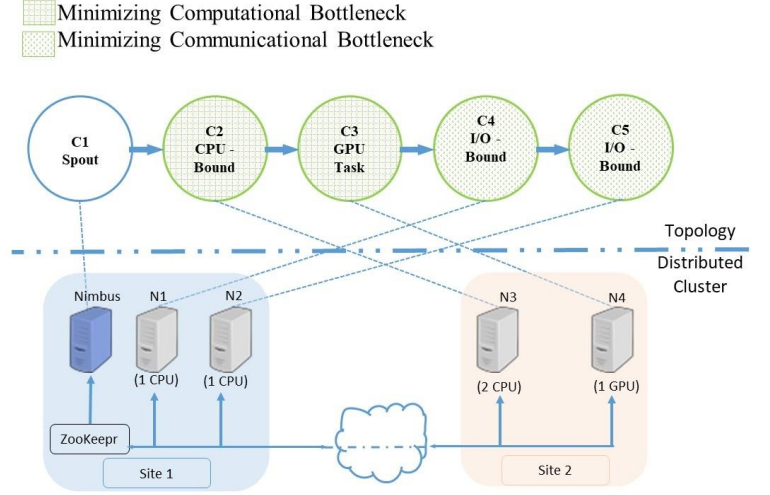 Minimizing Computational Bottleneck
Minimizing Communicational Bottleneck
C1
Spout
C2
CPU -
Bound
C3
GPU
Task
C4
I/O -
Bound
C5
I/O -
Bound
Topology
Distributed
Cluster
Nimbus
N1
N2
N3
N4
(1 CPU)
(1 CPU)
(2 CPU)
(1 GPU)
ZooKeepr
Site 1
Site 2